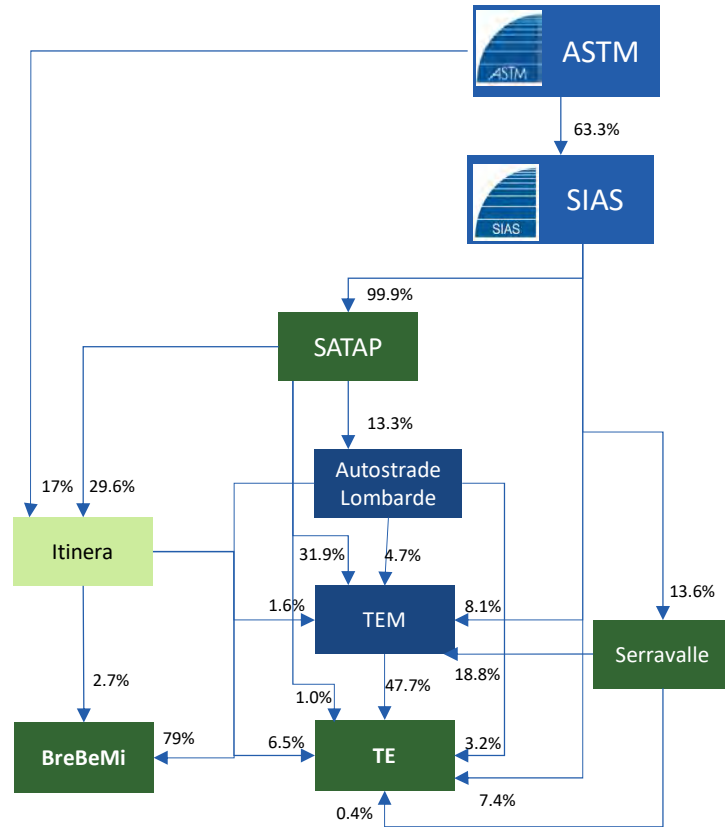 ASTM
ASTM
63.3%
SIAS
SIAS
99.9%
SATAP
13.3%
Autostrade
Lombarde
17%
29.6%
Itinera
31.9%
4.7%
1.6%
TEM
8.1%
13.6%
Serravalle
2.7%
1.0%
47.7%
18.8%
BreBeMi
79%
6.5%
TE
3.2%
7.4%
0.4%